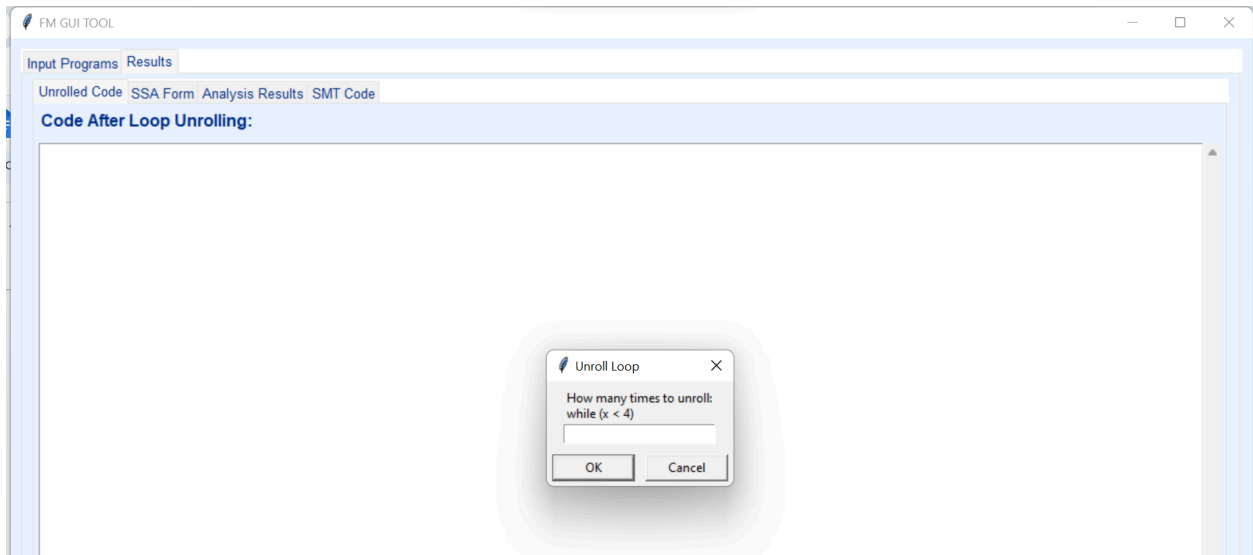 FM GUI TOOL
Input Programs Results
Unrolled Code SSA Form Analysis Results SMT Code
Code After Loop Unrolling:
Unroll Loop
How many times to unroll:
while (x < 4)
OK Cancel